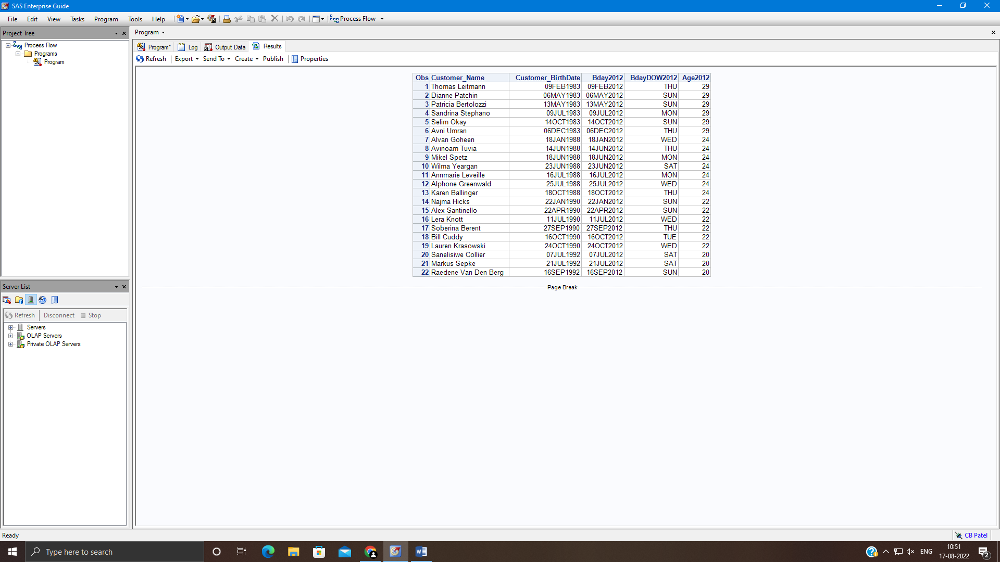 SAS Enterprise Guide
File Edit View Tasks Program Tools Help Process Flow
Project Tree
Process Flow
Programs
Program
Program
Program* Log Output Data Results
Refresh Export Send To Create Publish Properties
Obs Customer_Name Customer_BirthDate Bday2012 BdayDOW2012 Age2012
1 Thomas Leitmann 09FEB1983 09FEB2012 THU 29
2 Dianne Patchin 06MAY1983 06MAY2012 SUN 29
3 Patricia Bertolozzi 13MAY1983 13MAY2012 SUN 29
4 Sandrina Stephano 09JUL1983 09JUL2012 MON 29
5 Selim Okay 14OCT1983 14OCT2012 SUN 29
6 Avni Umran 06DEC1983 06DEC2012 THU 29
7 Alvan Goheen 18JAN1988 18JAN2012 WED 24
8 Avinoam Tuvia 14JUN1988 14JUN2012 THU 24
9 Mikel Spetz 18JUN1988 18JUN2012 MON 24
10 Wilma Yeargan 23JUN1988 23JUN2012 SAT 24
11 Annmarie Leveille 16JUL1988 16JUL2012 MON 24
12 Alphone Greenwald 25JUL1988 25JUL2012 WED 24
13 Karen Ballinger 18OCT1988 18OCT2012 THU 24
14 Najma Hicks 22JAN1990 22JAN2012 SUN 22
15 Alex Santinello 22APR1990 22APR2012 SUN 22
16 Lera Knott 11JUL1990 11JUL2012 WED 22
17 Soberina Berent 27SEP1990 27SEP2012 THU 22
18 Bill Cuddy 16OCT1990 16OCT2012 TUE 22
19 Lauren Krasowski 24OCT1990 24OCT2012 WED 22
20 Sanelisiwe Collier 07JUL1992 07JUL2012 SAT 20
21 Markus Sepke 21JUL1992 21JUL2012 SAT 20
22 Raedene Van Den Berg 16SEP1992 16SEP2012 SUN 20
Page Break
Server List
Refresh Disconnect Stop
Servers
OLAP Servers
Private OLAP Servers
Ready
CB Patel
Type here to search
ENG
10:51
17-08-2022
2